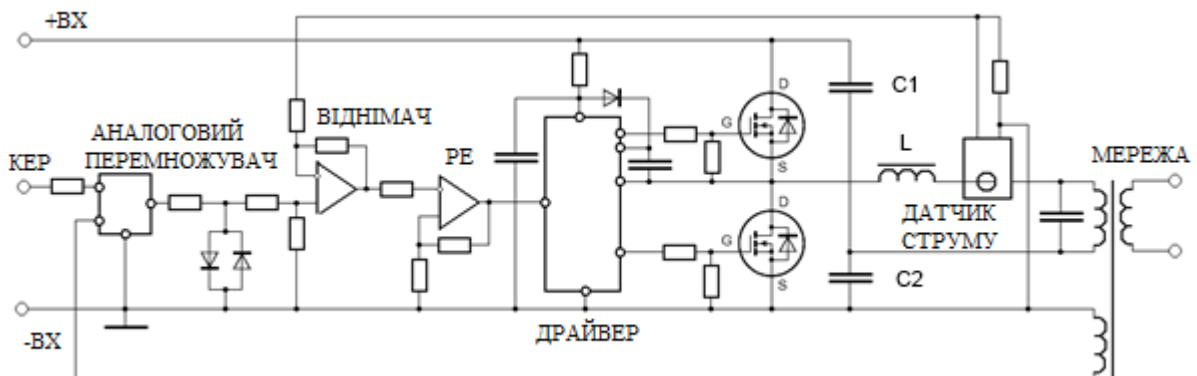 +ВХ
АНАЛОГОВИЙ
ПЕРЕМНОЖУВАЧ
КЕР
ВІДНІМАЧ
РЕ
D
G
S
C1
L
ДАТЧИК
СТРУМУ
МЕРЕЖА
D
G
S
C2
-ВХ
ДРАЙВЕР